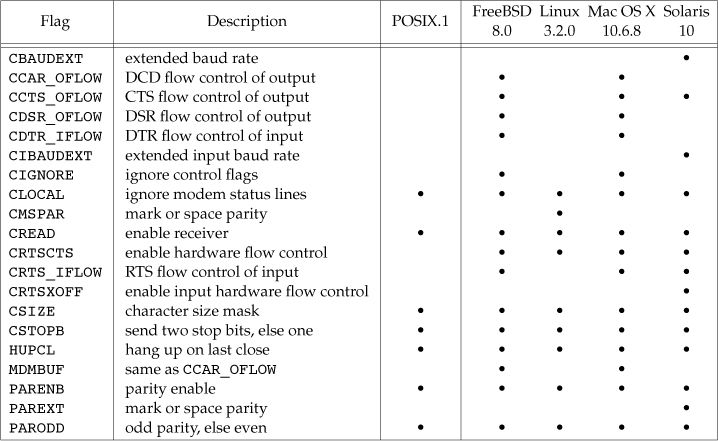 Flag Description POSIX.1 FreeBSD 8.0 Linux 3.2.0 Mac OS X 10.6.8 Solaris 10
CBAUDEXT extended baud rate •
CCAR_OFLOW DCD flow control of output • •
CCTS_OFLOW CTS flow control of output • • •
CDSR_OFLOW DSR flow control of output • •
CDTR_IFLOW DTR flow control of input • •
CIBAUDEXT extended input baud rate •
CIGNORE ignore control flags • •
CLOCAL ignore modem status lines • • • • •
CMSPAR mark or space parity •
CREAD enable receiver • • • • •
CRTSCTS enable hardware flow control • • • •
CRTS_IFLOW RTS flow control of input • • •
CRTSXOFF enable input hardware flow control •
CSIZE character size mask • • • • •
CSTOPB send two stop bits, else one • • • • •
HUPCL hang up on last close • • • • •
MDMBUF same as CCAR_OFLOW • •
PARENB parity enable • • • • •
PAREXT mark or space parity •
PARODD odd parity, else even • • • • •